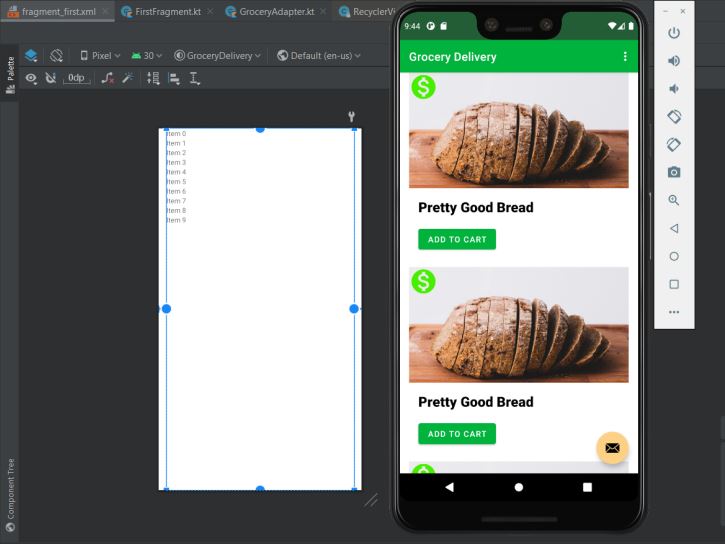 fragment_first.xml
FirstFragment.kt
GroceryAdapter.kt
RecyclerVi
Palette
Pixel
30
GroceryDelivery
Default (en-us)
0dp
Item 0
Item 1
Item 2
Item 3
Item 4
Item 5
Item 6
Item 7
Item 8
Item 9
Component Tree
9:44
Grocery Delivery
$
Pretty Good Bread
ADD TO CART
$
Pretty Good Bread
ADD TO CART